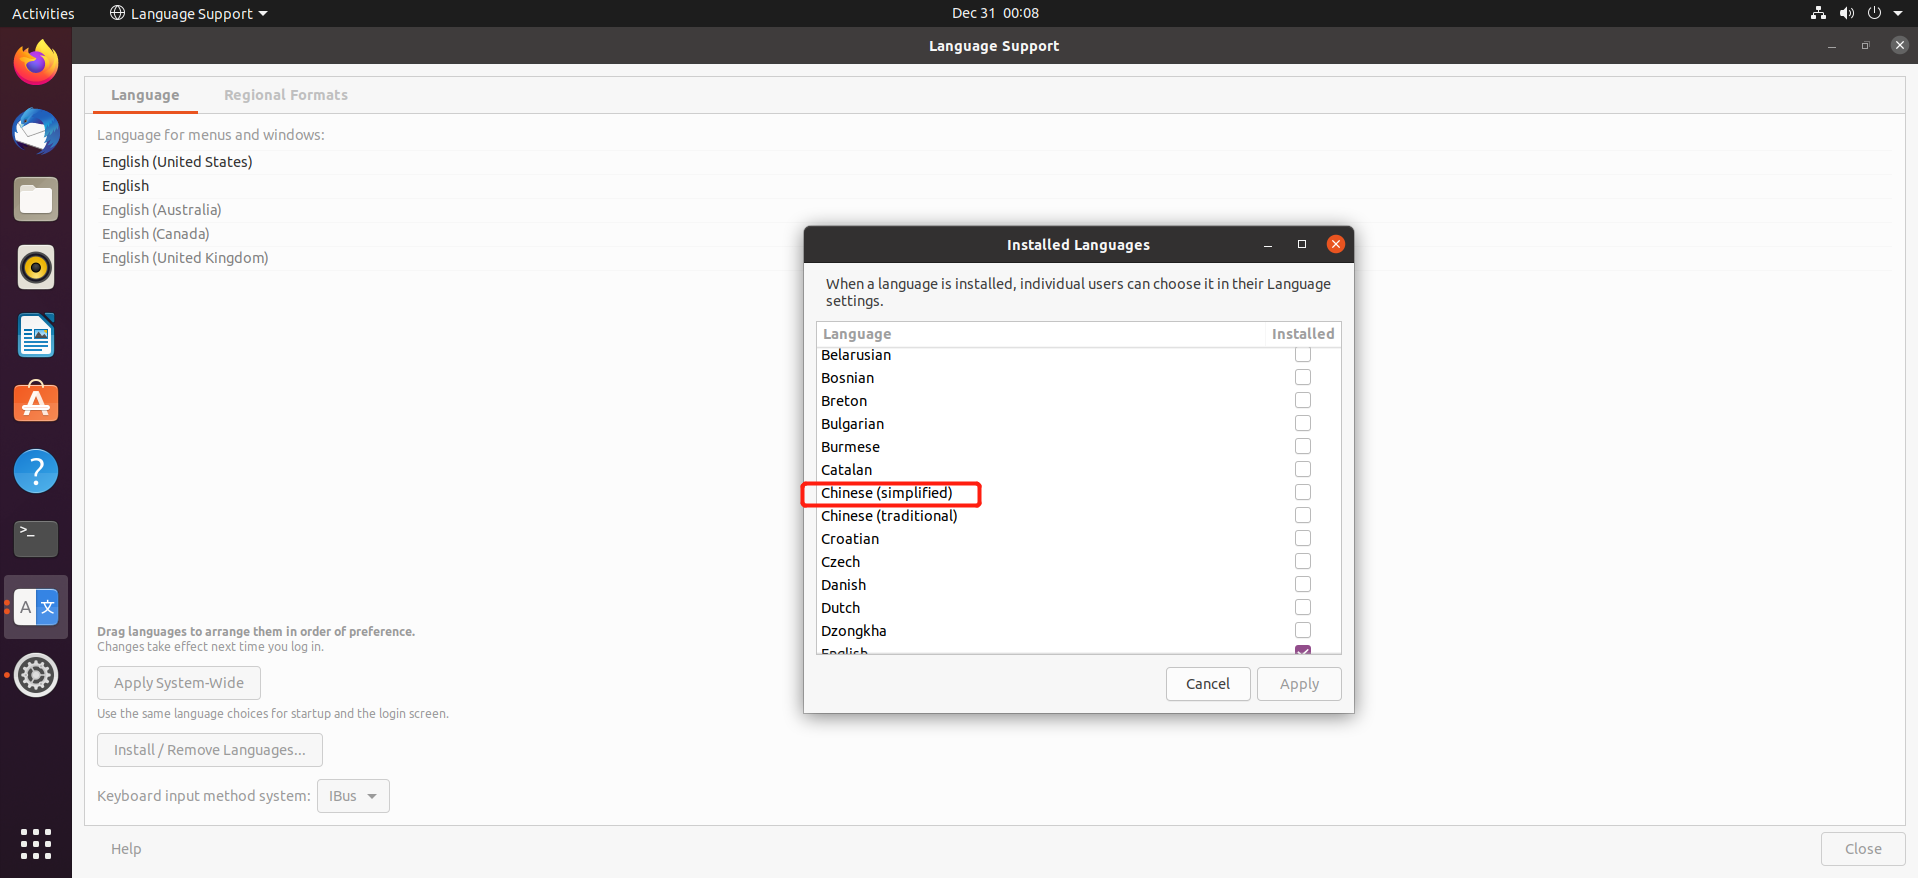 Activities
Language Support
Dec 31 00:08
Language Support
Language
Regional Formats
Language for menus and windows:
English (United States)
English
English (Australia)
English (Canada)
English (United Kingdom)
Installed Languages
When a language is installed, individual users can choose it in their Language
settings.
Language
Installed
Belarusian
Bosnian
Breton
Bulgarian
Burmese
Catalan
Chinese (simplified)
Chinese (traditional)
Croatian
Czech
Danish
Dutch
Dzongkha
English
Cancel
Apply
Drag languages to arrange them in order of preference.
Changes take effect next time you log in.
Apply System-Wide
Use the same language choices for startup and the login screen.
Install / Remove Languages...
Keyboard input method system:
IBus
Help
Close
A 文
>_
?